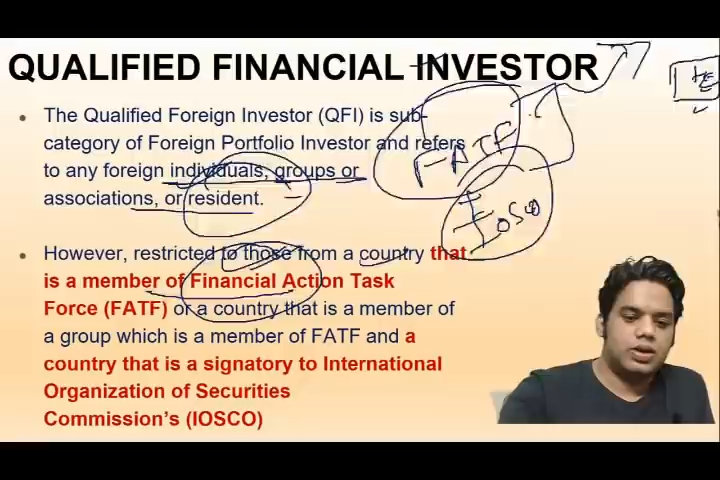 QUALIFIED FINANCIAL INVESTOR
The Qualified Foreign Investor (QFI) is sub-
category of Foreign Portfolio Investor and refers
to any foreign individuals, groups or
associations, or resident.
FATF
IOSCO
However, restricted to those from a country that
is a member of Financial Action Task
Force (FATF) or a country that is a member of
a group which is a member of FATF and a
country that is a signatory to International
Organization of Securities
Commission's (IOSCO)